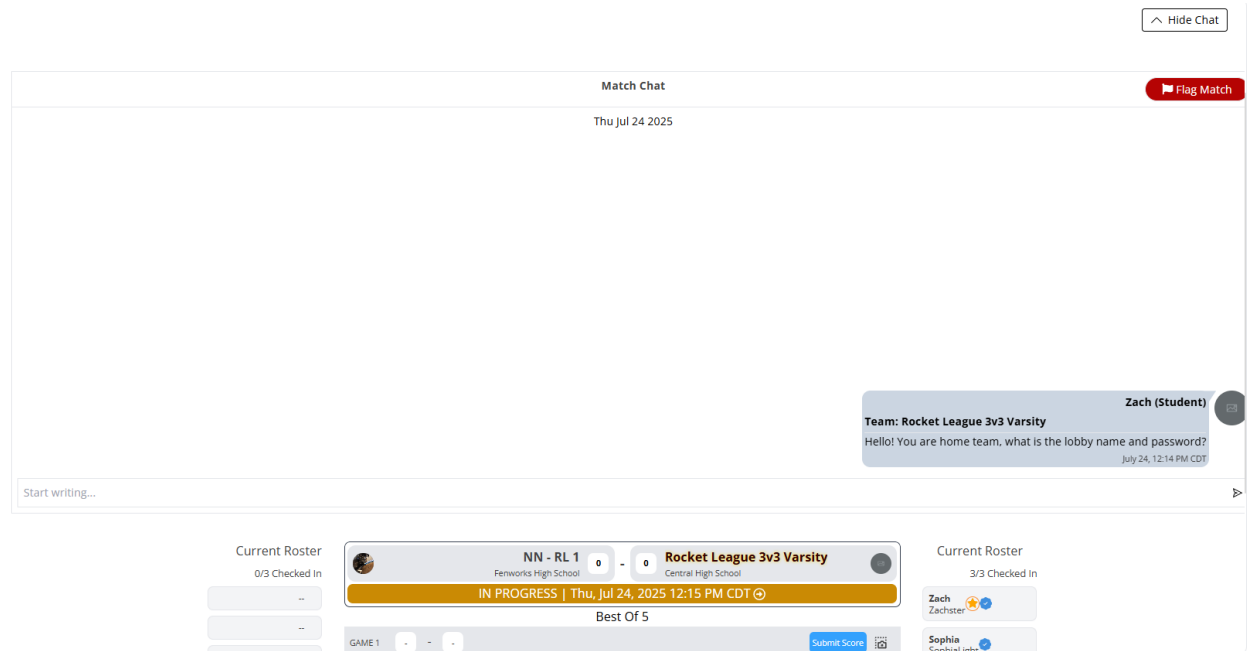 Hide Chat
Match Chat
Flag Match
Thu Jul 24 2025
Zach (Student)
Team: Rocket League 3v3 Varsity
Hello! You are home team, what is the lobby name and password?
July 24, 12:14 PM CDT
Start writing...
Current Roster
0/3 Checked In
--
--
NN - RL 1
Fenworks High School
0 - 0
Rocket League 3v3 Varsity
Central High School
IN PROGRESS | Thu, Jul 24, 2025 12:15 PM CDT
Best Of 5
GAME 1 - - -
Submit Score
Current Roster
3/3 Checked In
Zach
Zachster
Sophia